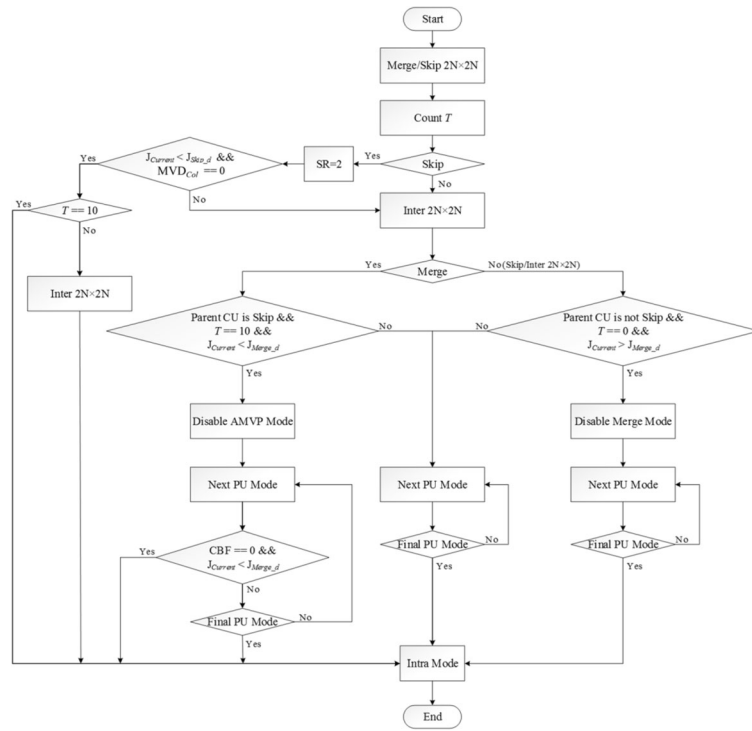 Start
Merge/Skip 2N×2N
Count T
J_Current < J_Skip_d &&
MVD_Col == 0
Yes
SR=2
Yes
Skip
No
Yes
T == 10
No
Inter 2N×2N
No
Inter 2N×2N
Yes
Merge
No(Skip/Inter 2N×2N)
Parent CU is Skip &&
T == 10 &&
J_Current < J_Merge_d
No
No
Parent CU is not Skip &&
T == 0 &&
J_Current > J_Merge_d
Yes
Yes
Disable AMVP Mode
Disable Merge Mode
Next PU Mode
Next PU Mode
Next PU Mode
Yes
CBF == 0 &&
J_Current < J_Merge_d
No
Final PU Mode
No
Yes
Final PU Mode
No
Yes
Final PU Mode
No
Yes
Intra Mode
End